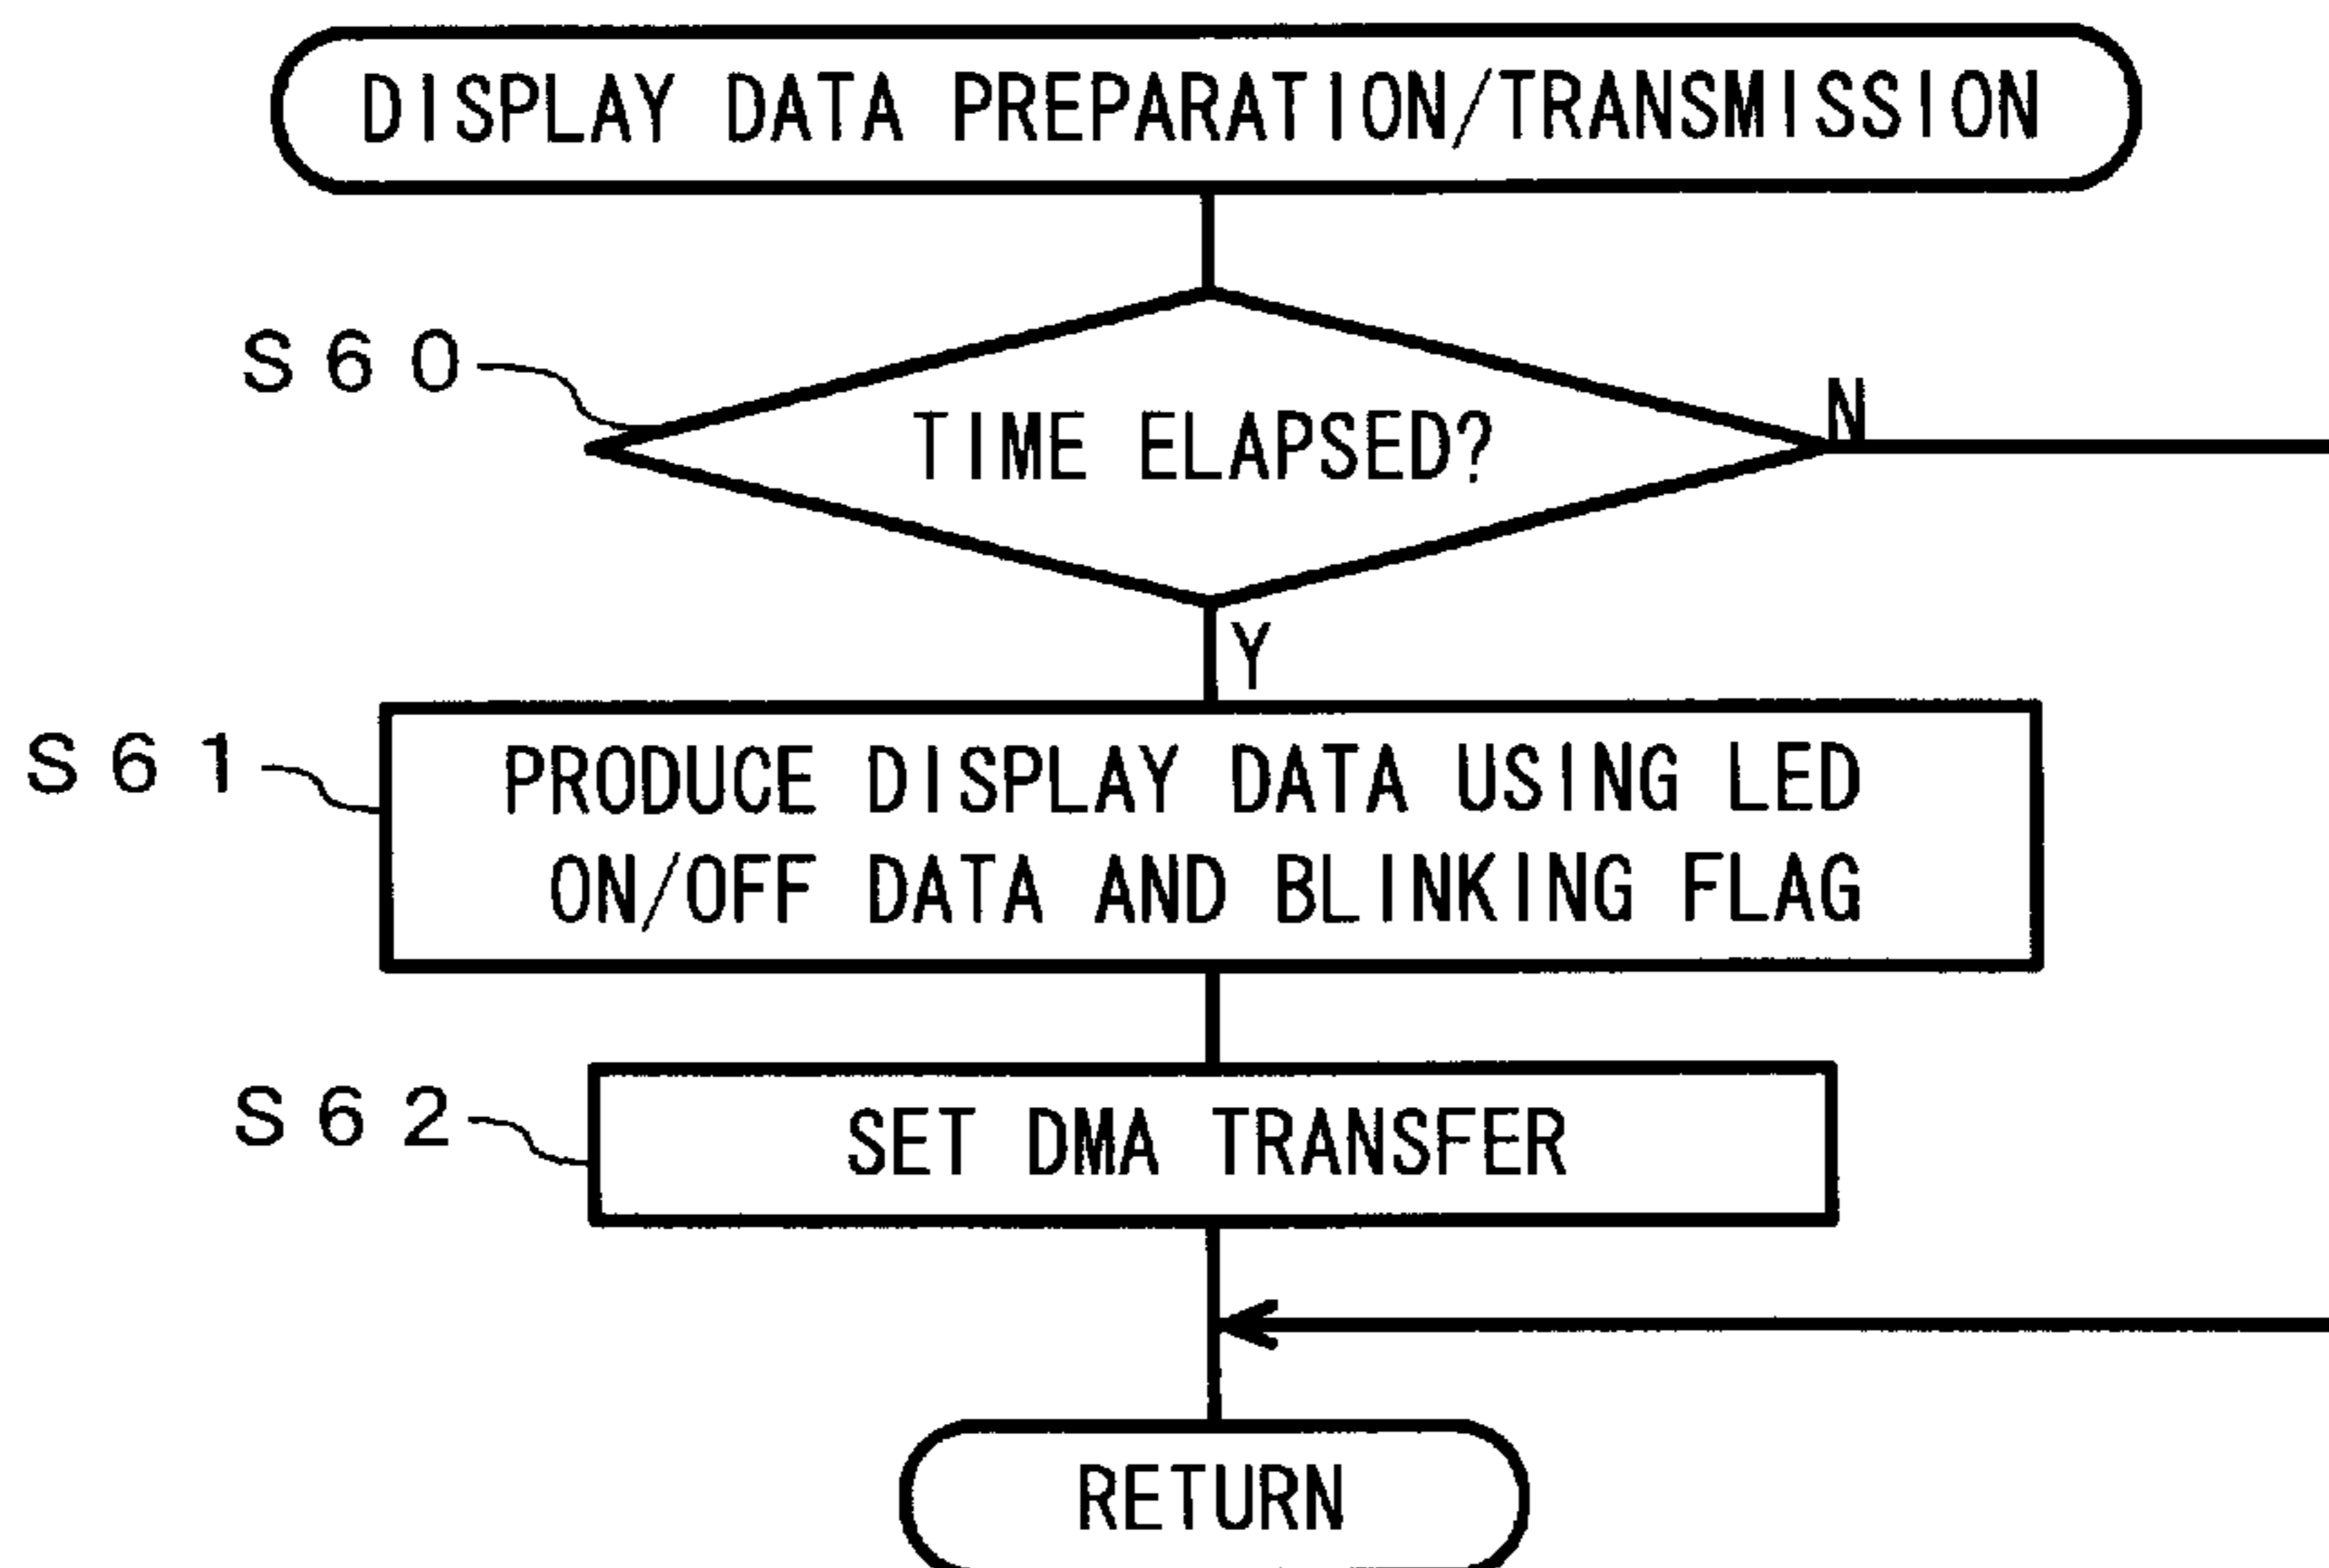 DISPLAY DATA PREPARATION/TRANSMISSION
S60
TIME ELAPSED?
N
Y
S61
PRODUCE DISPLAY DATA USING LED
ON/OFF DATA AND BLINKING FLAG
S62
SET DMA TRANSFER
RETURN